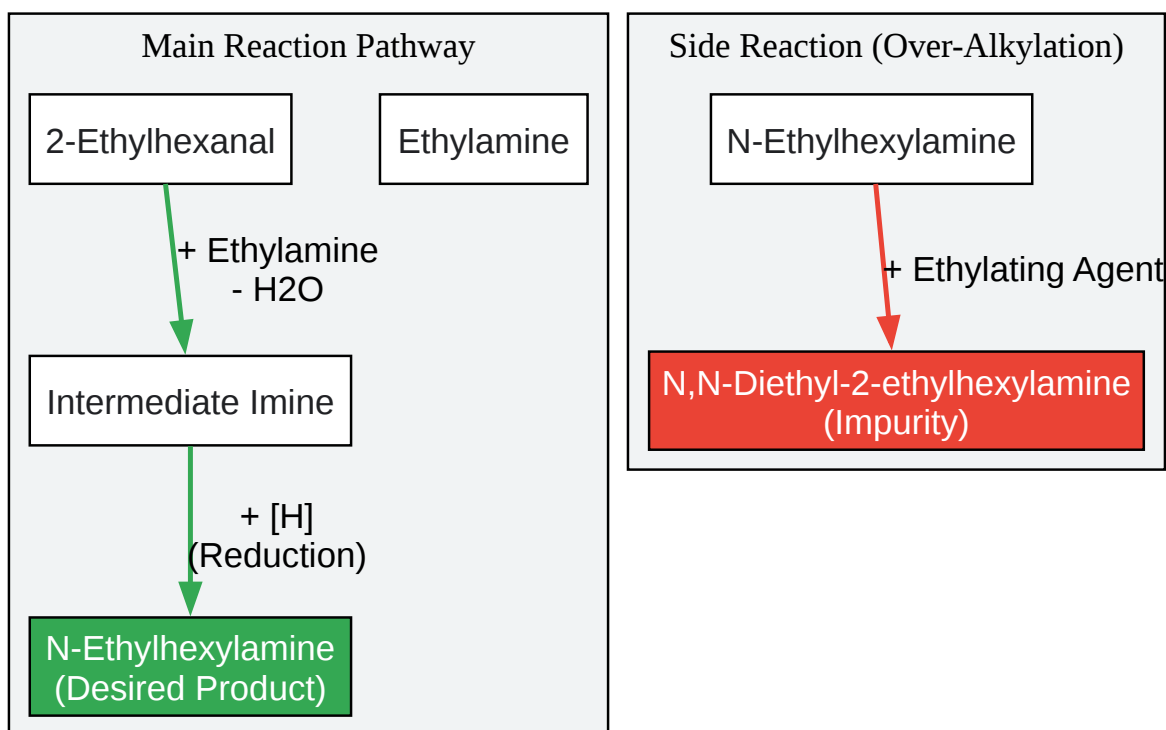 Main Reaction Pathway
2-Ethylhexanal
Ethylamine
+ Ethylamine
- H2O
Intermediate Imine
+ [H]
(Reduction)
N-Ethylhexylamine
(Desired Product)
Side Reaction (Over-Alkylation)
N-Ethylhexylamine
+ Ethylating Agent
N,N-Diethyl-2-ethylhexylamine
(Impurity)